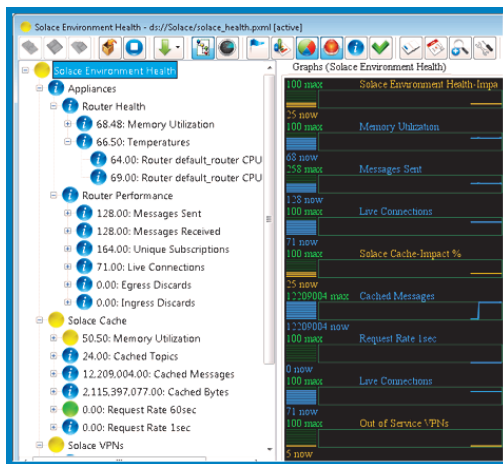 Solace Environment Health - ds://Solace/solace_health.pxml [active]
Solace Environment Health
Appliances
Router Health
68.48: Memory Utilization
66.50: Temperatures
64.00: Router default_router CPU
69.00: Router default_router CPU
Router Performance
128.00: Messages Sent
128.00: Messages Received
164.00: Unique Subscriptions
71.00: Live Connections
0.00: Egress Discards
0.00: Ingress Discards
Solace Cache
50.50: Memory Utilization
24.00: Cached Topics
12,209,004.00: Cached Messages
2,115,397,077.00: Cached Bytes
0.00: Request Rate 60sec
0.00: Request Rate 1sec
Solace VPNs
Graphs (Solace Environment Health)
100 max Solace Environment Health-Impa
25 now
100 max Memory Utilization
68 now
258 max Messages Sent
128 now
100 max Live Connections
71 now
100 max Solace Cache-Impact %
25 now
12209004 max Cached Messages
12209004 now
100 max Request Rate 1sec
0 now
100 max Live Connections
71 now
100 max Out of Service VPNs
5 now